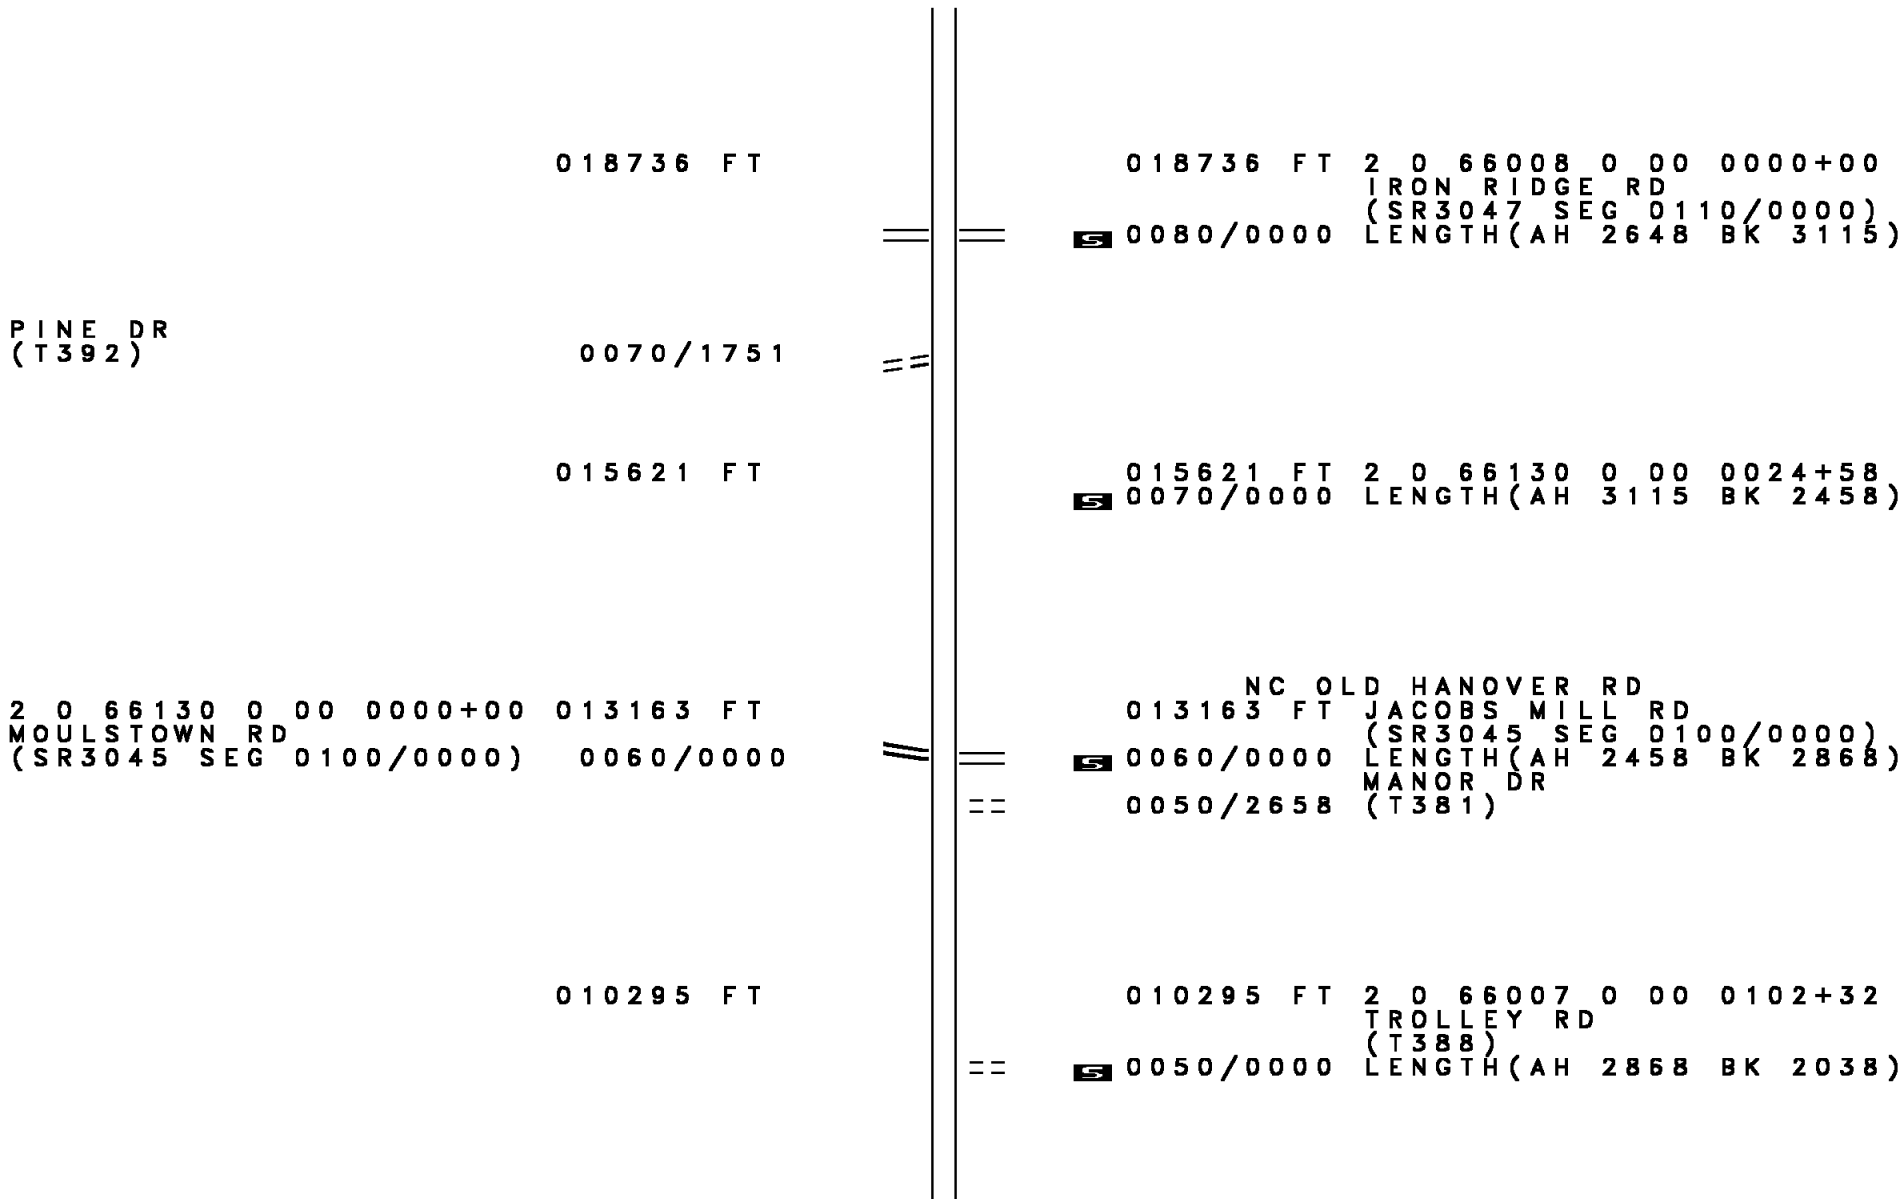 018736 FT 018736 FT 2 0 66008 0 00 0000+00
IRON RIDGE RD
(SR3047 SEG 0110/0000)
S 0080/0000 LENGTH(AH 2648 BK 3115)
PINE DR
(T392) 0070/1751
015621 FT 015621 FT 2 0 66130 0 00 0024+58
S 0070/0000 LENGTH(AH 3115 BK 2458)
NC OLD HANOVER RD
2 0 66130 0 00 0000+00 013163 FT 013163 FT JACOBS MILL RD
MOULSTOWN RD (SR3045 SEG 0100/0000)
(SR3045 SEG 0100/0000) 0060/0000 S 0060/0000 LENGTH(AH 2458 BK 2868)
MANOR DR
0050/2658 (T381)
010295 FT 010295 FT 2 0 66007 0 00 0102+32
TROLLEY RD
(T388)
S 0050/0000 LENGTH(AH 2868 BK 2038)